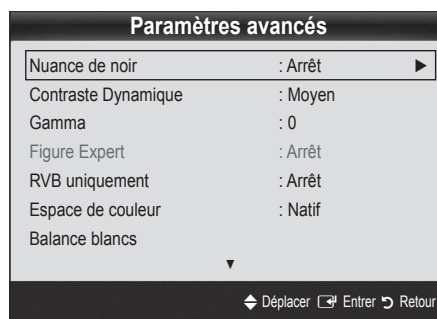 Paramètres avancés
Nuance de noir : Arrêt
Contraste Dynamique : Moyen
Gamma : 0
Figure Expert : Arrêt
RVB uniquement : Arrêt
Espace de couleur : Natif
Balance blancs
Déplacer Entrer Retour